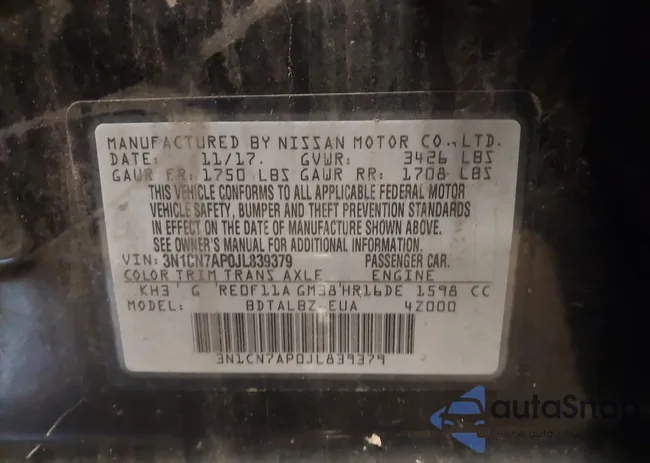 MANUFACTURED BY NISSAN MOTOR CO., LTD.
DATE: 11/17. GVWR: 3426 LBS
GAWR FR: 1750 LBS GAWR RR: 1708 LBS
THIS VEHICLE CONFORMS TO ALL APPLICABLE FEDERAL MOTOR
VEHICLE SAFETY, BUMPER AND THEFT PREVENTION STANDARDS
IN EFFECT ON THE DATE OF MANUFACTURE SHOWN ABOVE.
SEE OWNER'S MANUAL FOR ADDITIONAL INFORMATION.
VIN: 3N1CN7AP0JL839379 PASSENGER CAR.
COLOR TRIM TRANS AXLE ENGINE
KH3 G RE0F11A GM38 HR16DE 1598 CC
MODEL: BDTALBZ-EUA 4Z000
3N1CN7AP0JL839379
autaSnap